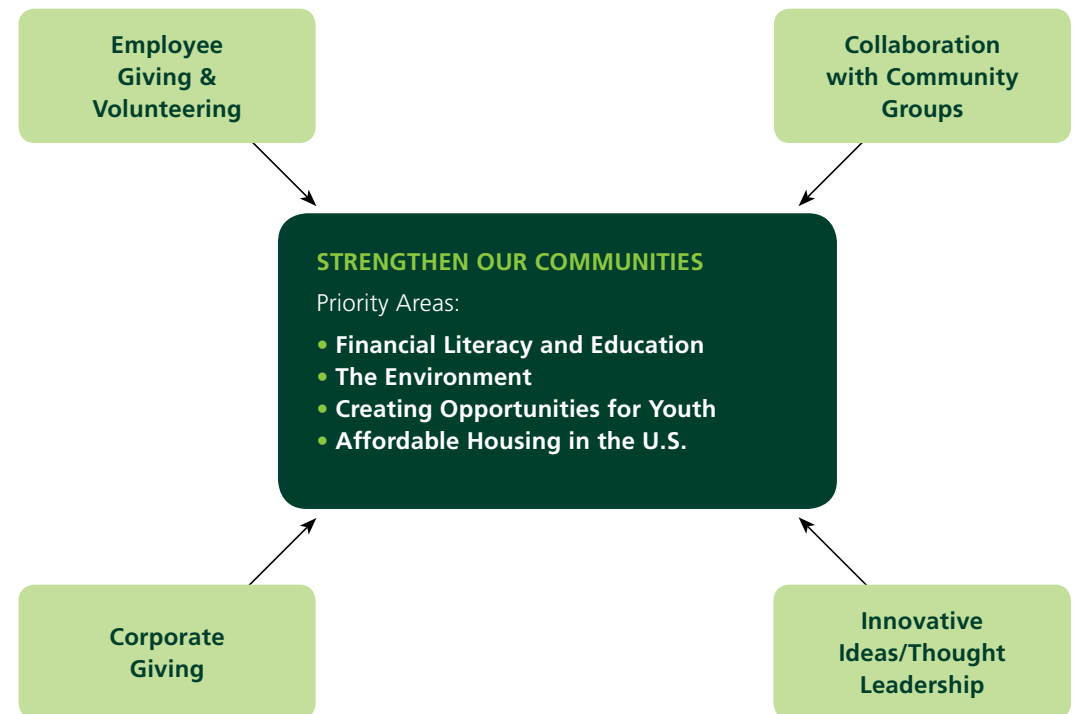 Employee
Giving &
Volunteering
Collaboration
with Community
Groups
STRENGTHEN OUR COMMUNITIES
Priority Areas:
• Financial Literacy and Education
• The Environment
• Creating Opportunities for Youth
• Affordable Housing in the U.S.
Corporate
Giving
Innovative
Ideas/Thought
Leadership